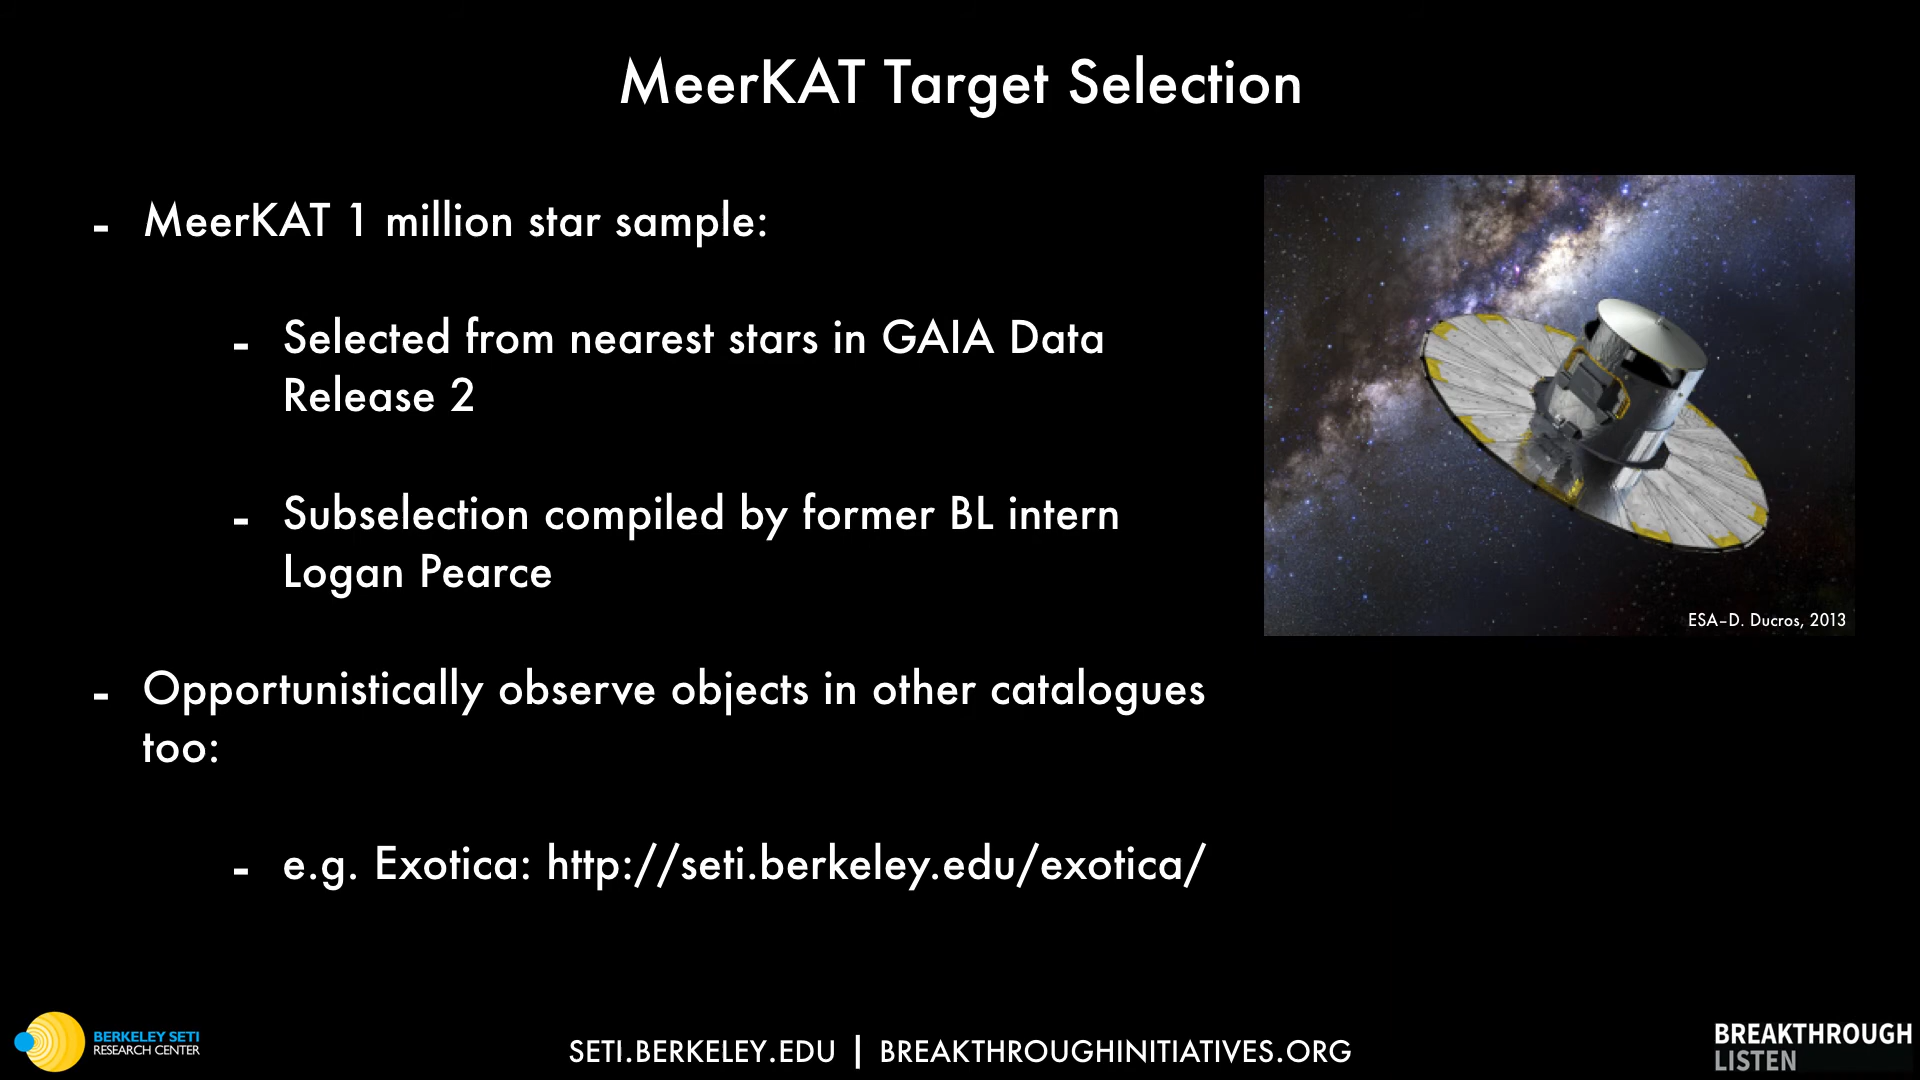 MeerKAT Target Selection
- MeerKAT 1 million star sample:
- Selected from nearest stars in GAIA Data
Release 2
- Subselection compiled by former BL intern
Logan Pearce
- Opportunistically observe objects in other catalogues
too:
- e.g. Exotica: http://seti.berkeley.edu/exotica/
ESA–D. Ducros, 2013
BERKELEY SETI
RESEARCH CENTER
SETI.BERKELEY.EDU | BREAKTHROUGHINITIATIVES.ORG
BREAKTHROUGH
LISTEN